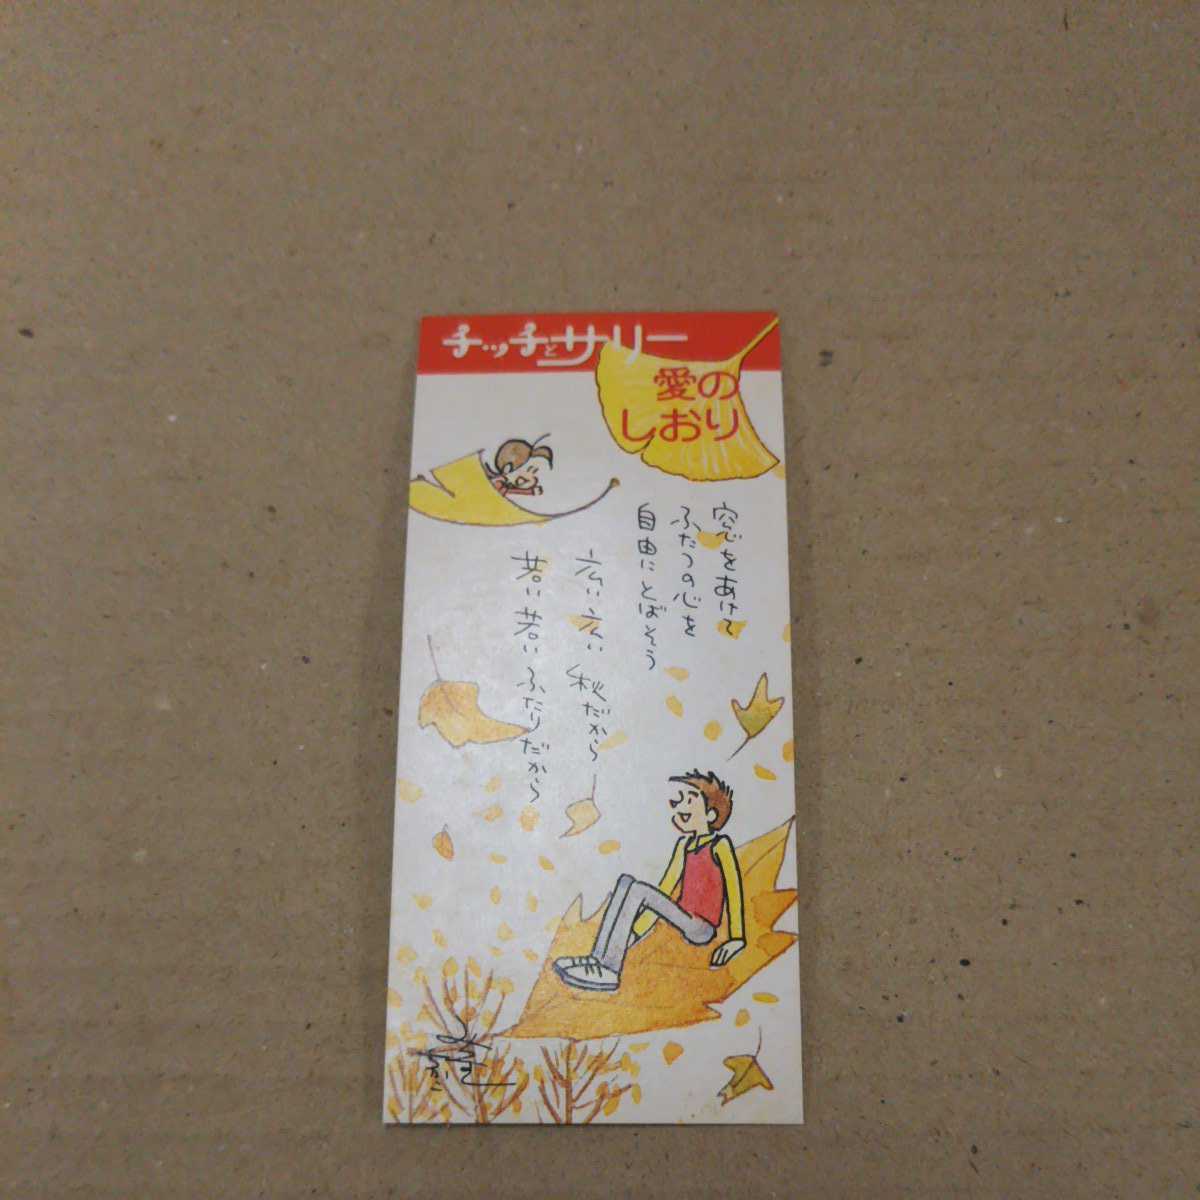 チッチとサリー
愛の
しおり
窓をあけて
ふたつの心を
自由にとばそう
広い広い 秋だから
若い若い ふたりだから